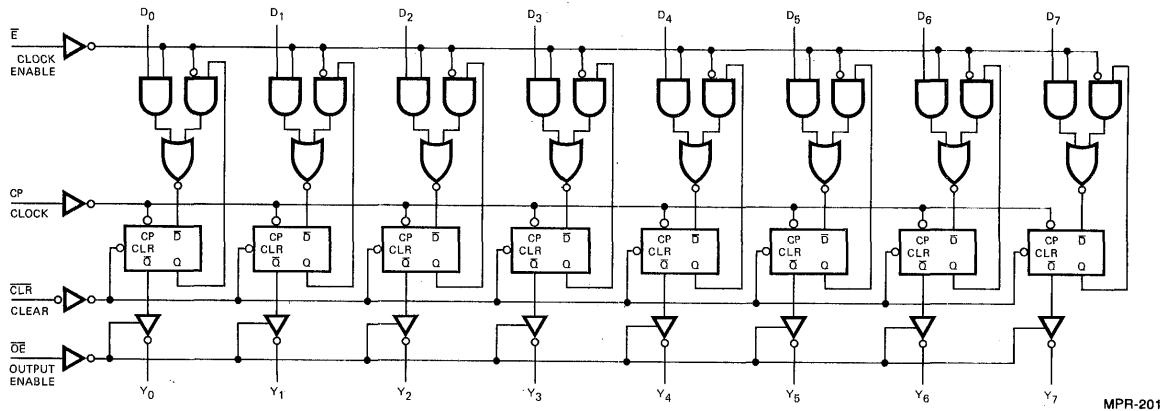 D0 D1 D2 D3 D4 D5 D6 D7
E̅
CLOCK
ENABLE
CP
CLOCK
CP D̅ CP D̅ CP D̅ CP D̅ CP D̅ CP D̅ CP D̅ CP D̅
CLR CLR CLR CLR CLR CLR CLR CLR
Q̅ Q Q̅ Q Q̅ Q Q̅ Q Q̅ Q Q̅ Q Q̅ Q Q̅ Q
C̅L̅R̅
CLEAR
O̅E̅
OUTPUT
ENABLE
Y0 Y1 Y2 Y3 Y4 Y5 Y6 Y7
MPR-201